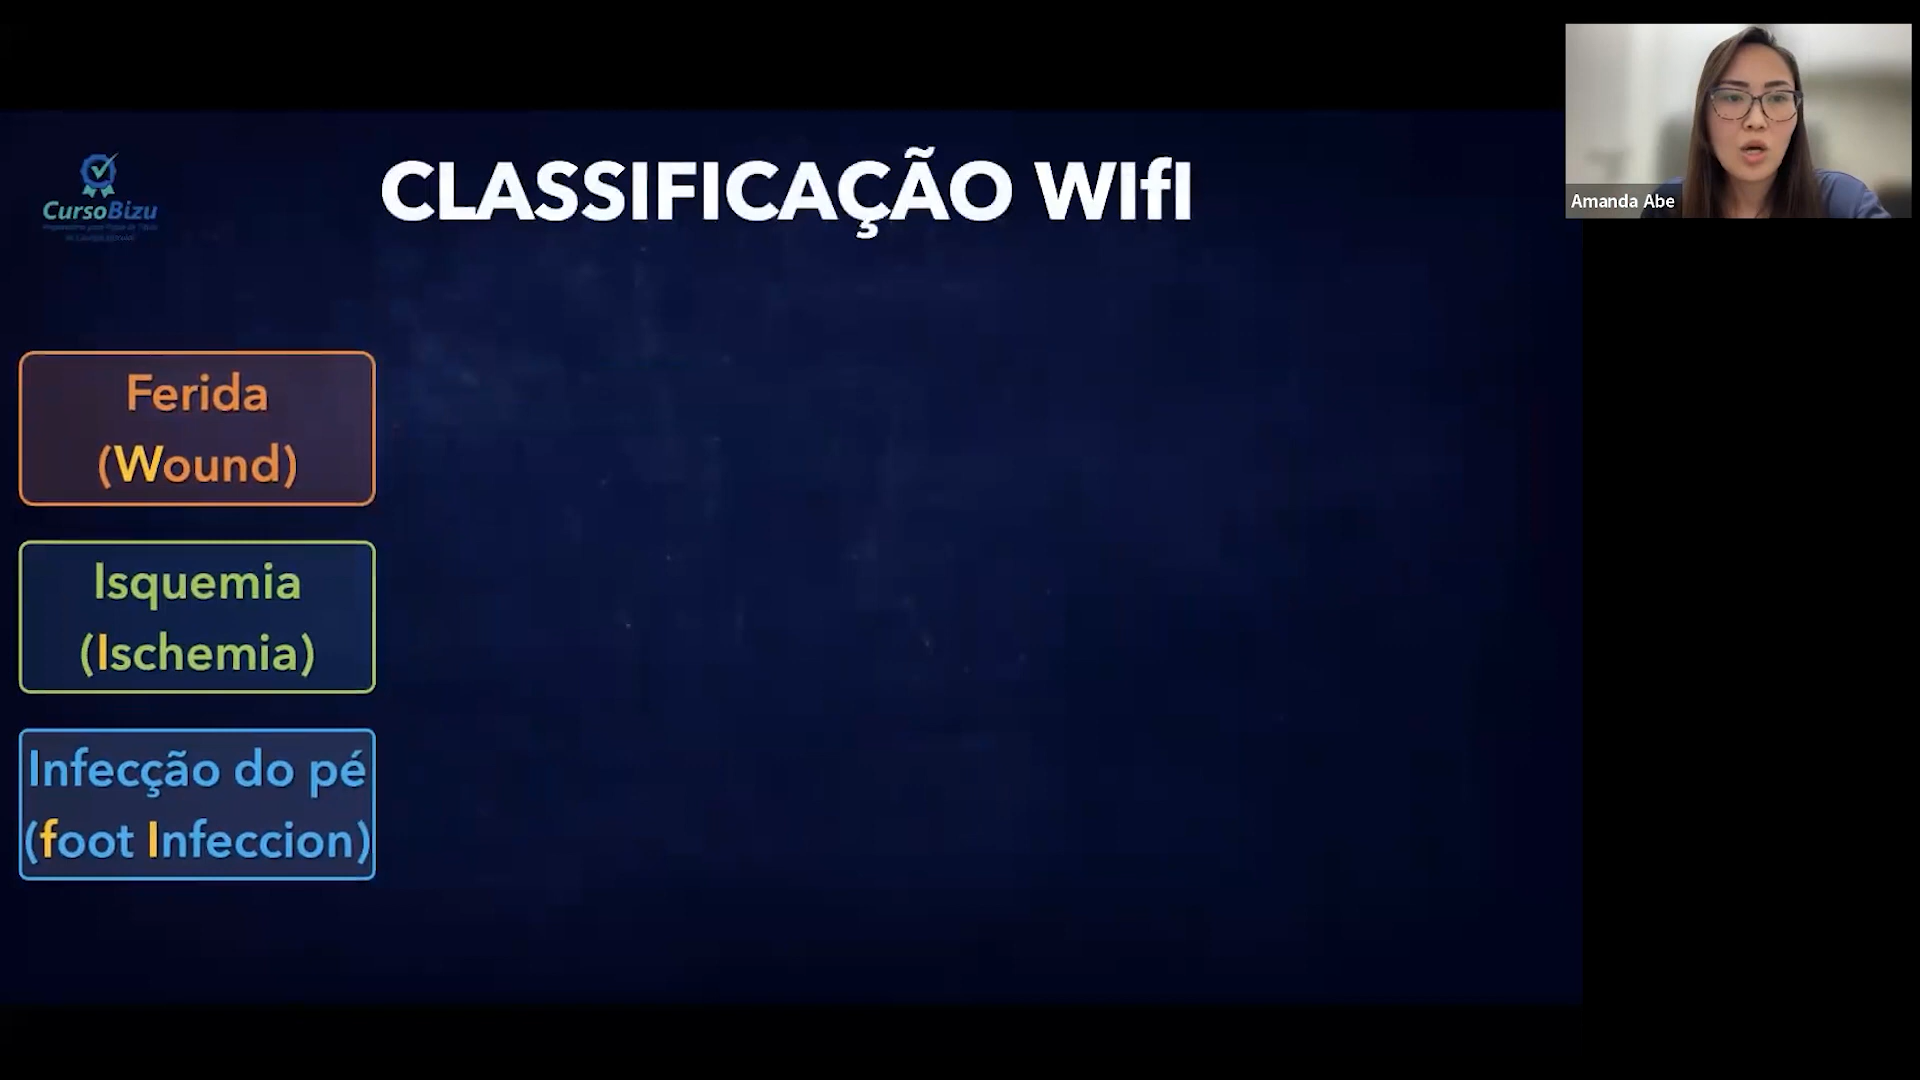 CLASSIFICAÇÃO WIfI
Amanda Abe
CursoBizu
Ferida
(Wound)
Isquemia
(Ischemia)
Infecção do pé
(foot Infeccion)